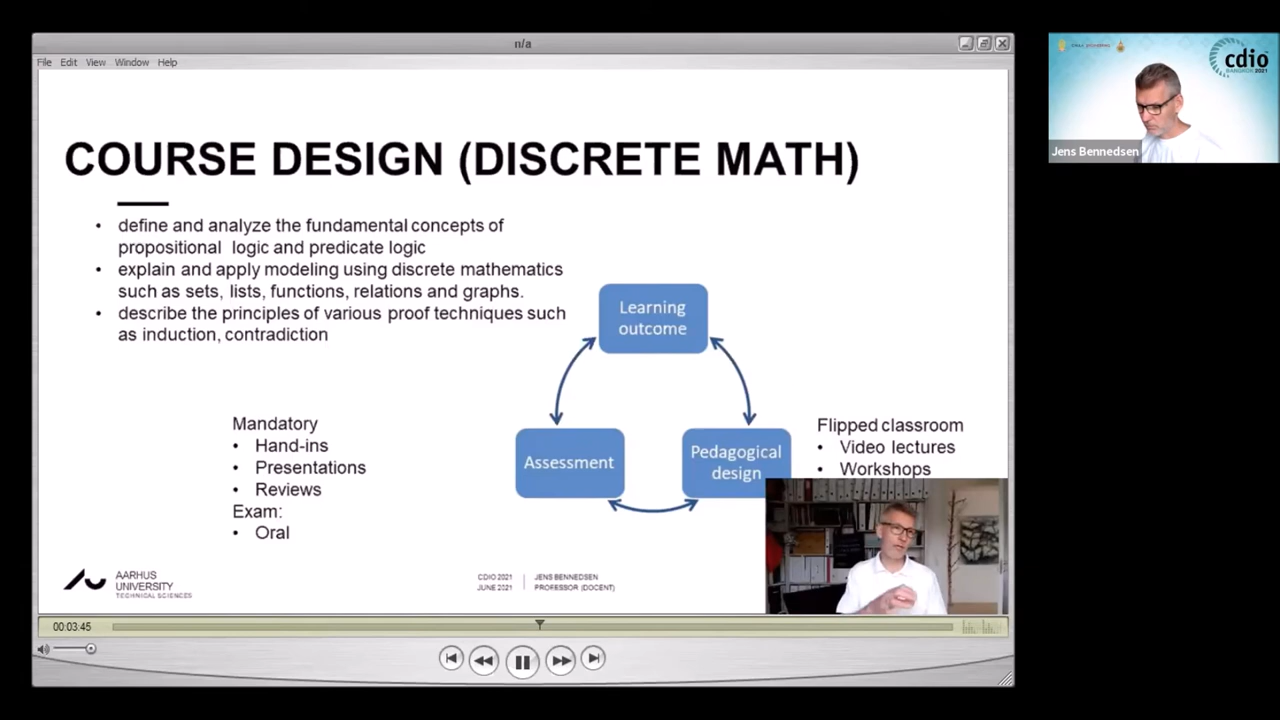 n/a
File Edit View Window Help
COURSE DESIGN (DISCRETE MATH)
• define and analyze the fundamental concepts of
propositional logic and predicate logic
• explain and apply modeling using discrete mathematics
such as sets, lists, functions, relations and graphs.
• describe the principles of various proof techniques such
as induction, contradiction
Learning
outcome
Assessment
Pedagogical
design
Mandatory
• Hand-ins
• Presentations
• Reviews
Exam:
• Oral
Flipped classroom
• Video lectures
• Workshops
AARHUS
UNIVERSITY
TECHNICAL SCIENCES
CDIO 2021
JUNE 2021
JENS BENNEDSEN
PROFESSOR (DOCENT)
00:03:45
cdio
BANGKOK 2021
Jens Bennedsen